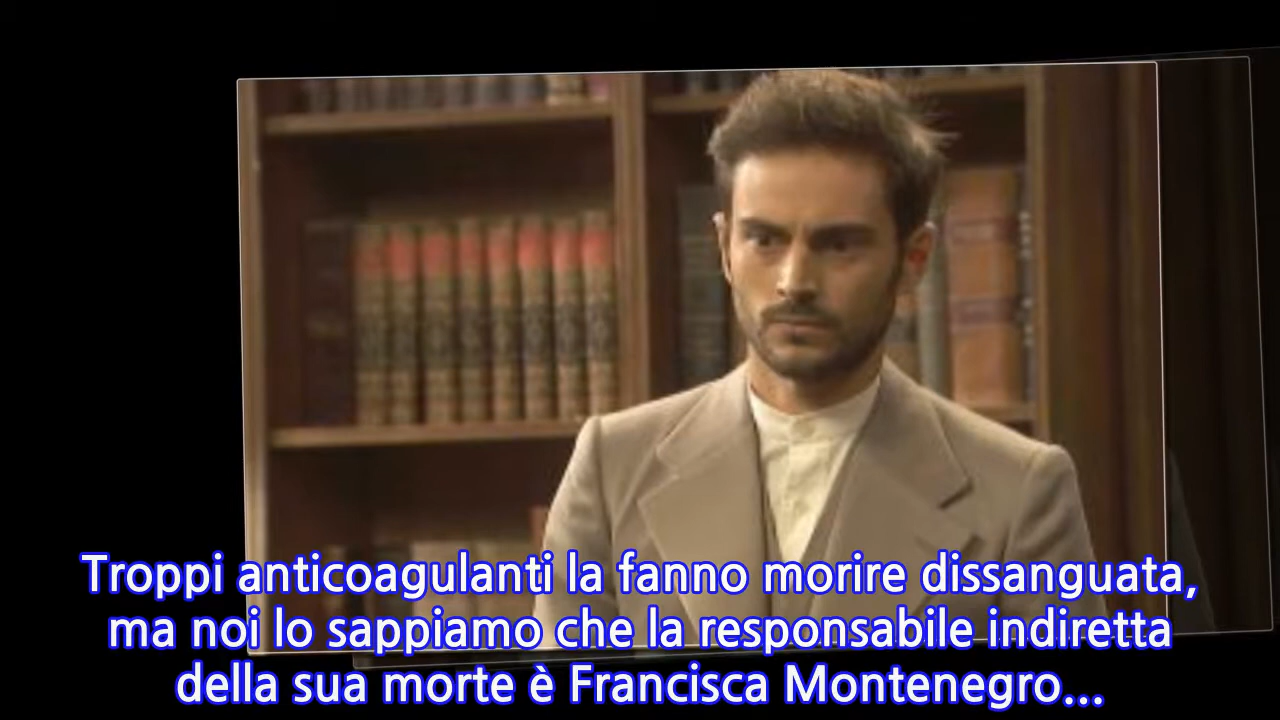 Troppi anticoagulanti la fanno morire dissanguata,
ma noi lo sappiamo che la responsabile indiretta
della sua morte è Francisca Montenegro...